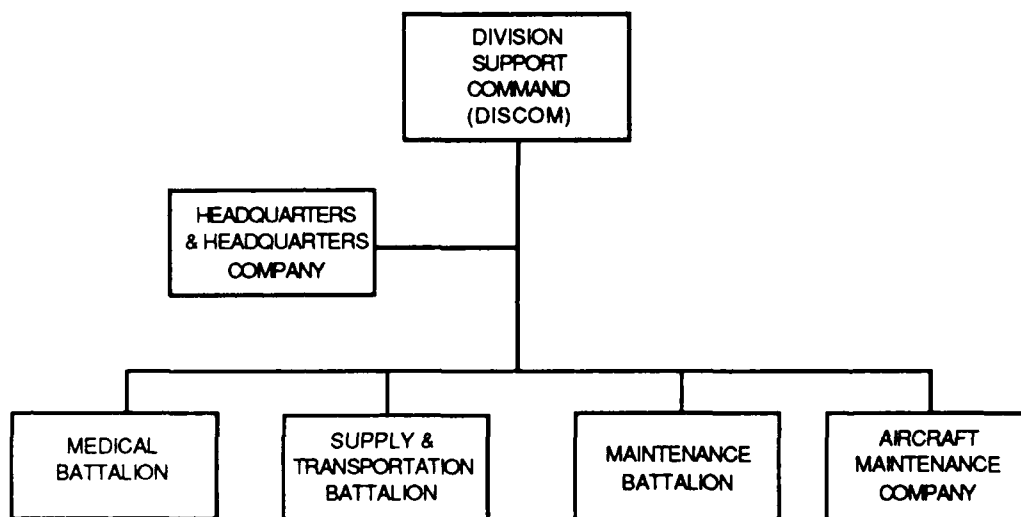 DIVISION
SUPPORT
COMMAND
(DISCOM)
HEADQUARTERS
& HEADQUARTERS
COMPANY
MEDICAL
BATTALION
SUPPLY &
TRANSPORTATION
BATTALION
MAINTENANCE
BATTALION
AIRCRAFT
MAINTENANCE
COMPANY